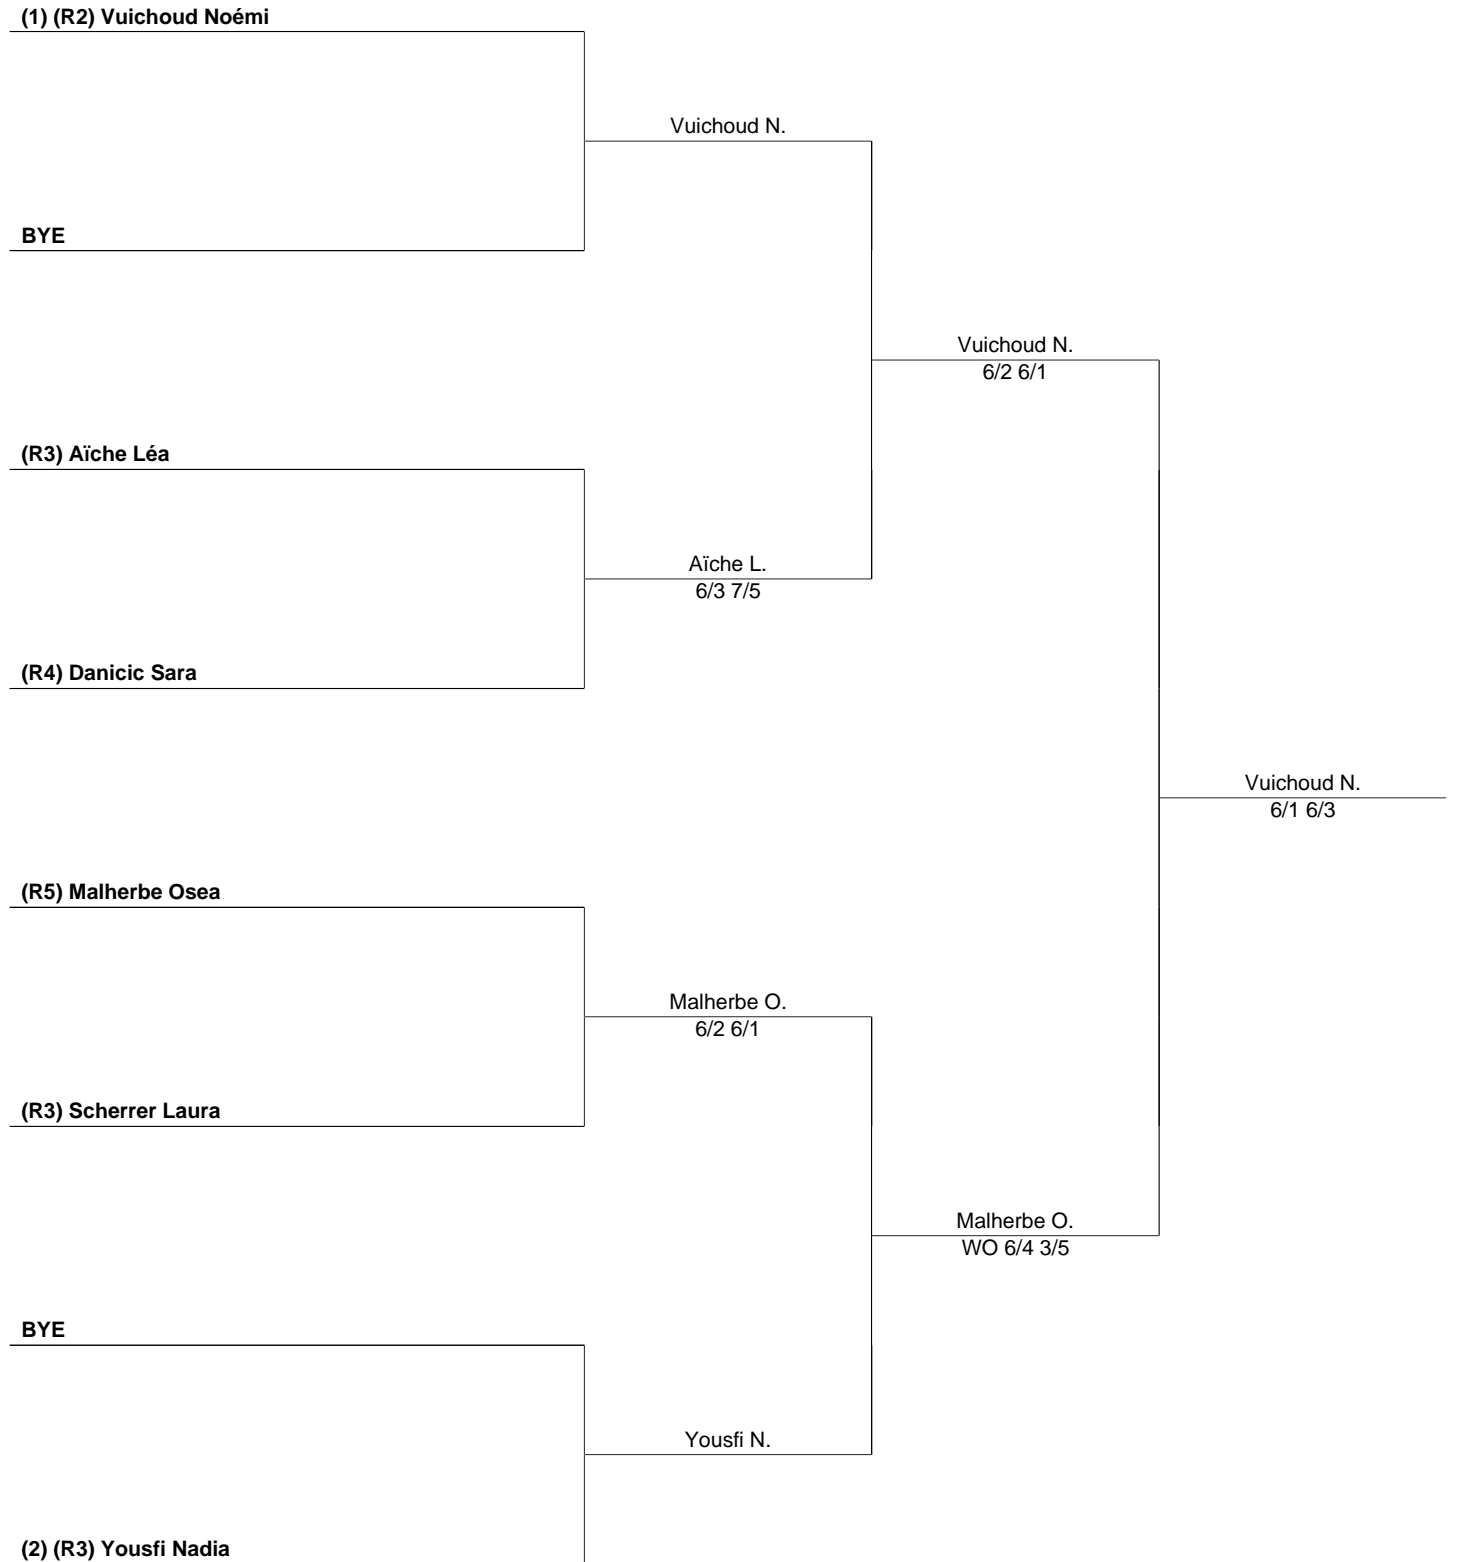 (1) (R2) Vuichoud Noémi
Vuichoud N.
BYE
Vuichoud N.
6/2 6/1
(R3) Aïche Léa
Aïche L.
6/3 7/5
(R4) Danicic Sara
Vuichoud N.
6/1 6/3
(R5) Malherbe Osea
Malherbe O.
6/2 6/1
(R3) Scherrer Laura
Malherbe O.
WO 6/4 3/5
BYE
Yousfi N.
(2) (R3) Yousfi Nadia